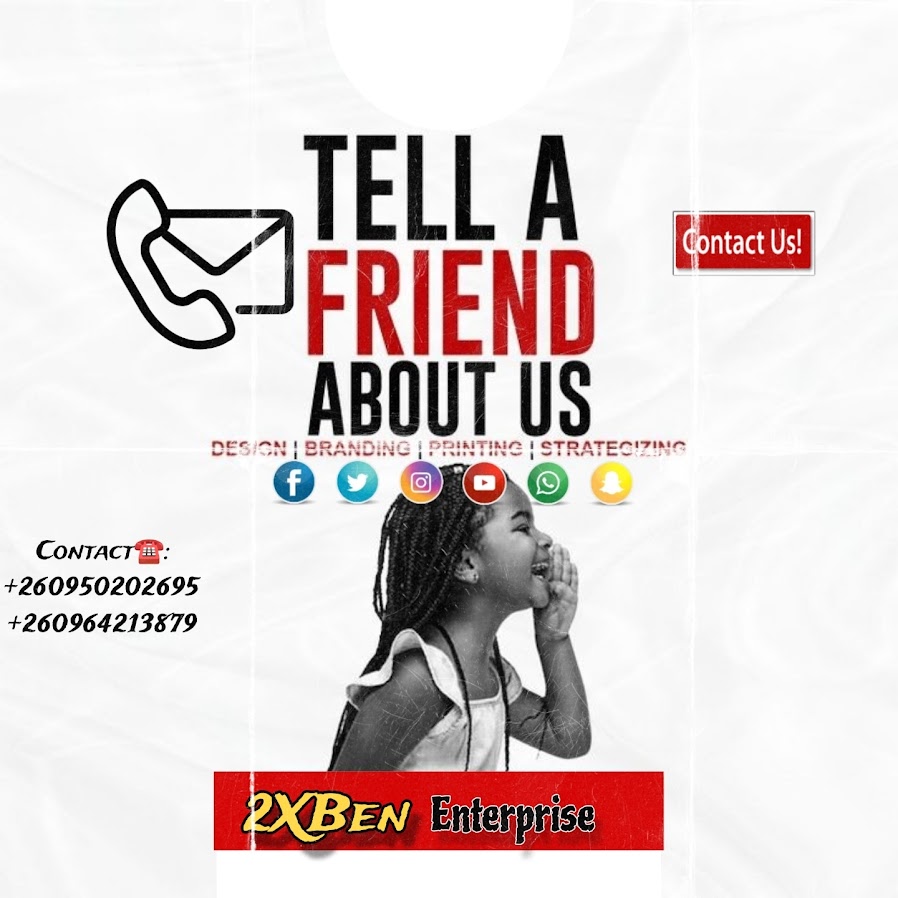 TELL A
FRIEND
ABOUT US
Contact Us!
DESIGN | BRANDING | PRINTING | STRATEGIZING
Contact☎️:
+260950202695
+260964213879
2XBen Enterprise